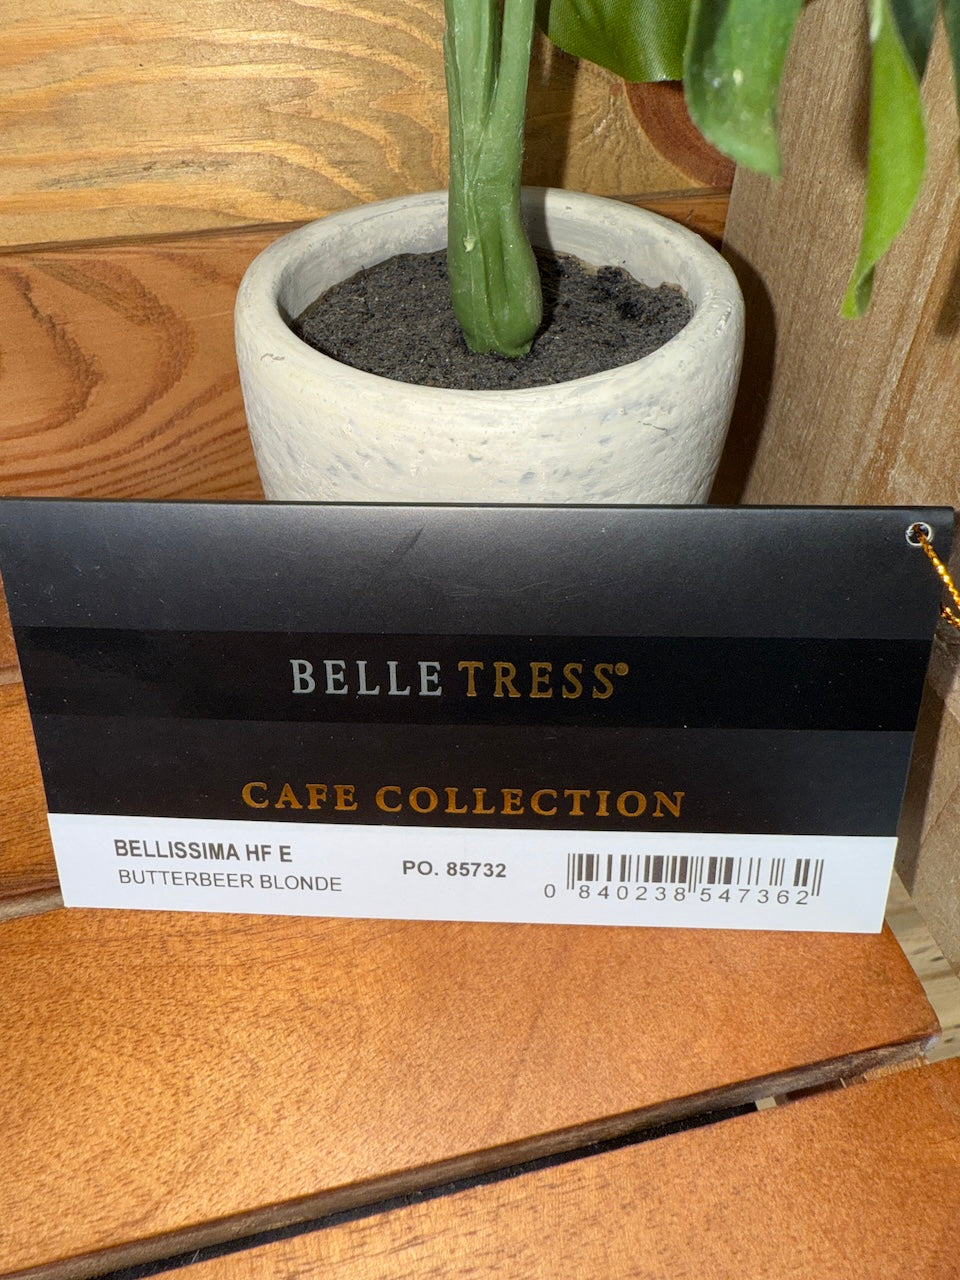 BELLE TRESS®
CAFE COLLECTION
BELLISSIMA HF E
BUTTERBEER BLONDE
PO. 85732
0 840238 547362